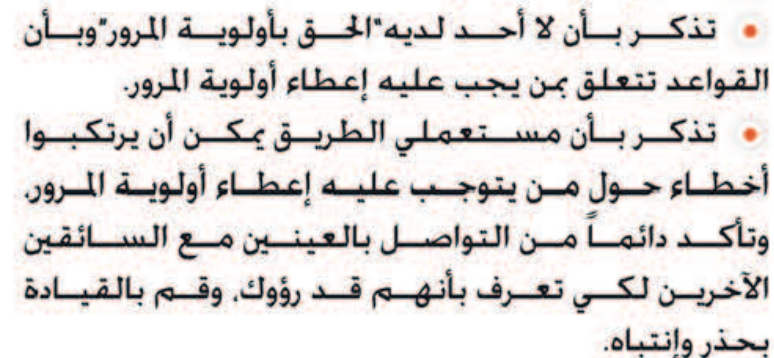 • تذكر بأن لا أحد لديه"الحق بأولوية المرور"وبأن
القواعد تتعلق بمن يجب عليه إعطاء أولوية المرور.
• تذكر بأن مستعملي الطريق يمكن أن يرتكبوا
أخطاء حول من يتوجب عليه إعطاء أولوية المرور.
وتأكد دائماً من التواصل بالعينين مع السائقين
الآخرين لكي تعرف بأنهم قد رؤوك، وقم بالقيادة
بحذر وإنتباه.